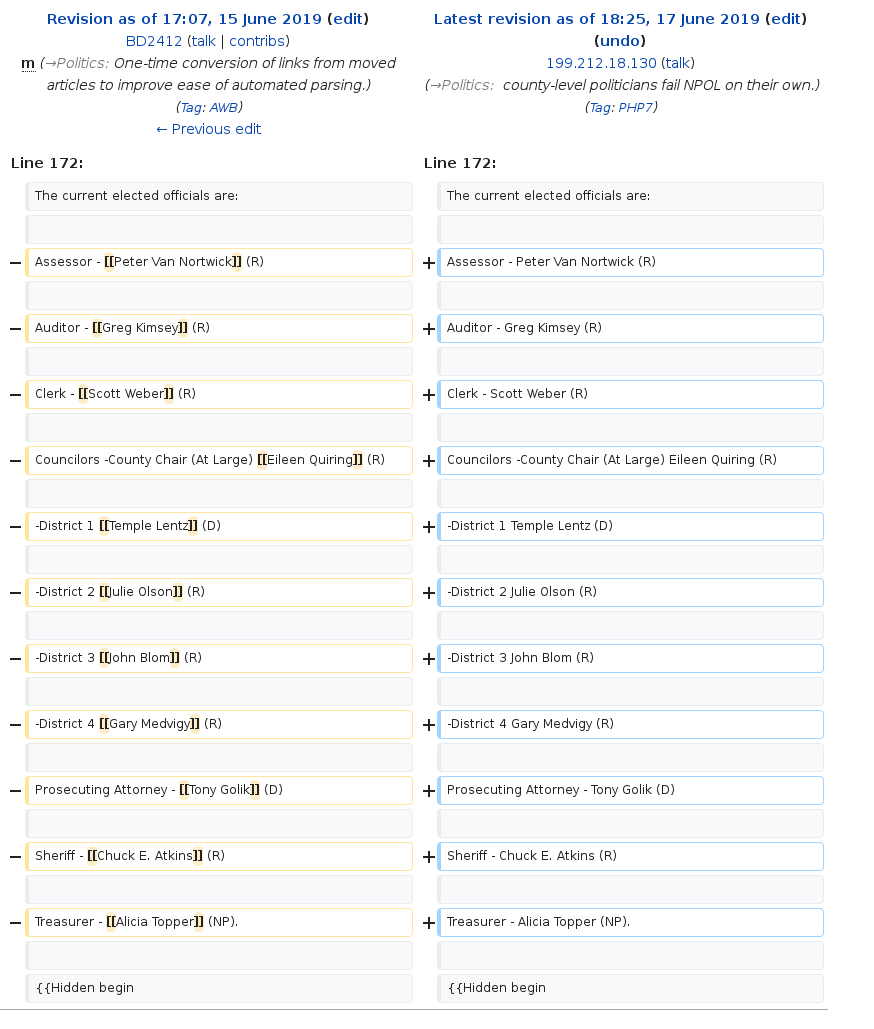 Revision as of 17:07, 15 June 2019 (edit)
BD2412 (talk | contribs)
m (→Politics: One-time conversion of links from moved
articles to improve ease of automated parsing.)
(Tag: AWB)
← Previous edit
Latest revision as of 18:25, 17 June 2019 (edit)
(undo)
199.212.18.130 (talk)
(→Politics: county-level politicians fail NPOL on their own.)
(Tag: PHP7)
Line 172:
Line 172:
The current elected officials are:
The current elected officials are:
− Assessor - [[Peter Van Nortwick]] (R)
+ Assessor - Peter Van Nortwick (R)
− Auditor - [[Greg Kimsey]] (R)
+ Auditor - Greg Kimsey (R)
− Clerk - [[Scott Weber]] (R)
+ Clerk - Scott Weber (R)
− Councilors -County Chair (At Large) [[Eileen Quiring]] (R)
+ Councilors -County Chair (At Large) Eileen Quiring (R)
− -District 1 [[Temple Lentz]] (D)
+ -District 1 Temple Lentz (D)
− -District 2 [[Julie Olson]] (R)
+ -District 2 Julie Olson (R)
− -District 3 [[John Blom]] (R)
+ -District 3 John Blom (R)
− -District 4 [[Gary Medvigy]] (R)
+ -District 4 Gary Medvigy (R)
− Prosecuting Attorney - [[Tony Golik]] (D)
+ Prosecuting Attorney - Tony Golik (D)
− Sheriff - [[Chuck E. Atkins]] (R)
+ Sheriff - Chuck E. Atkins (R)
− Treasurer - [[Alicia Topper]] (NP).
+ Treasurer - Alicia Topper (NP).
{{Hidden begin
{{Hidden begin